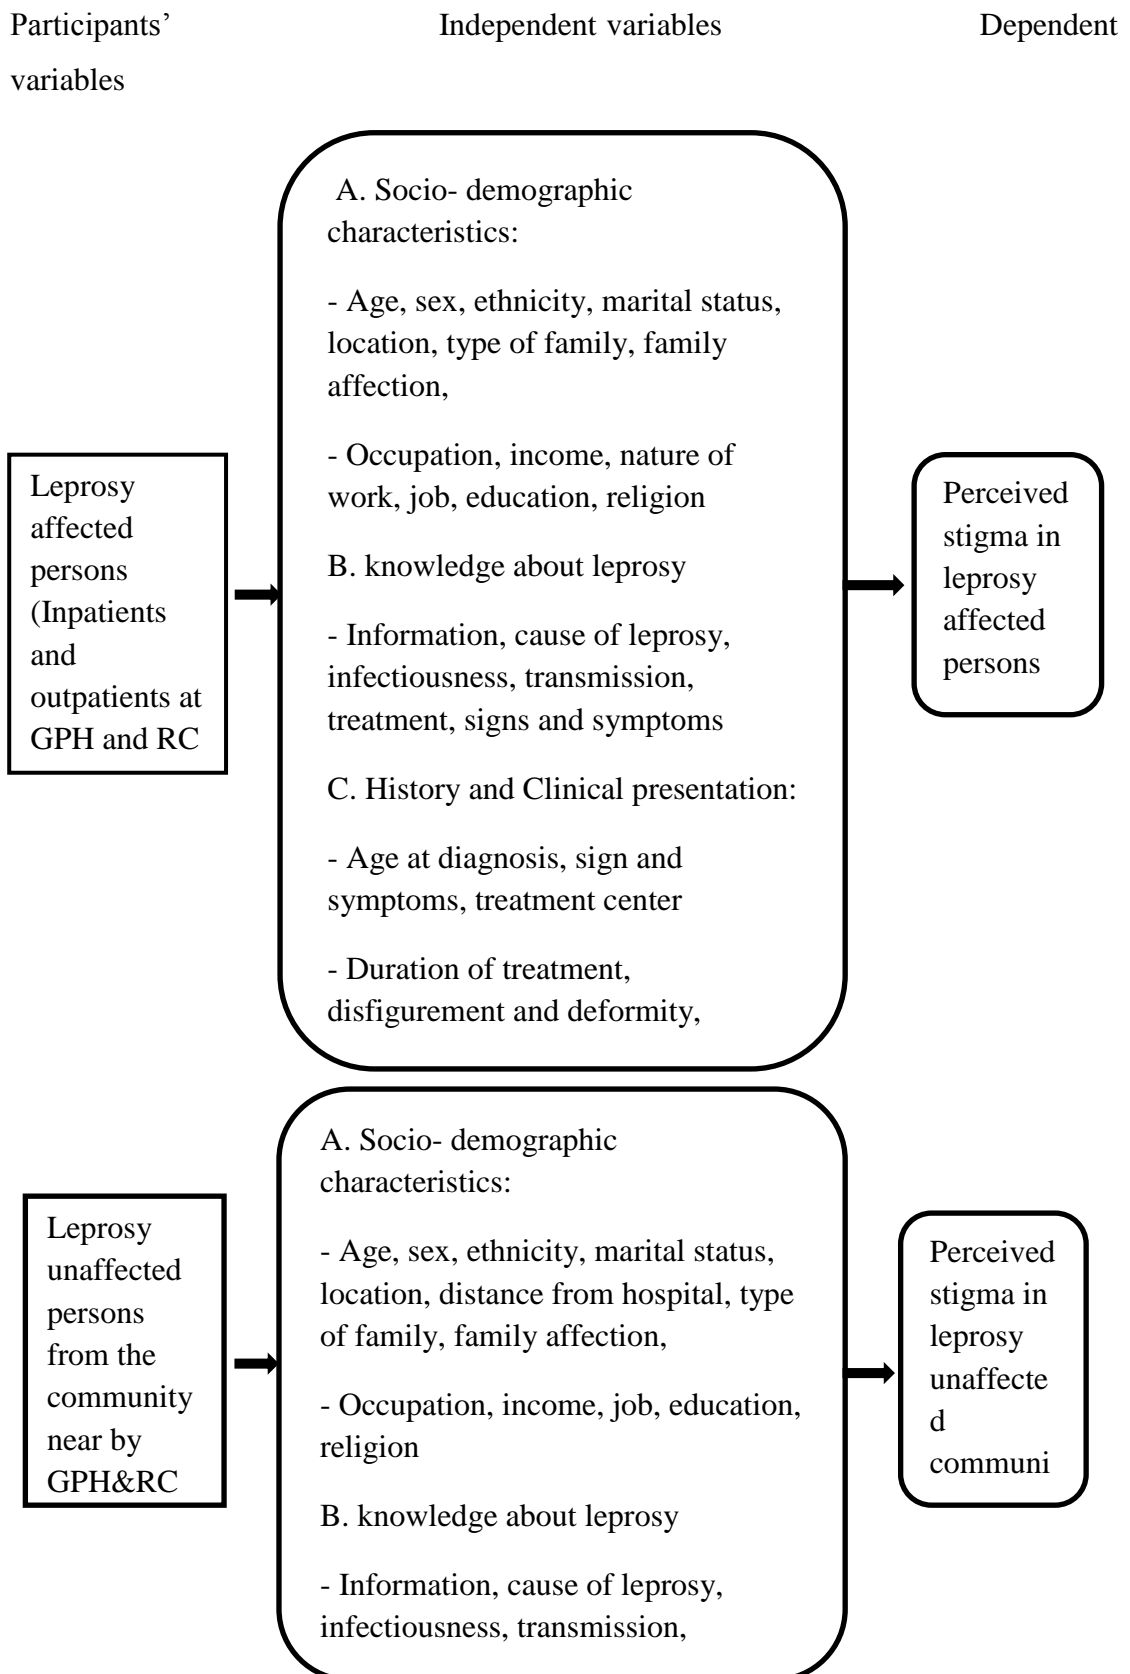 Participants’ Independent variables Dependent
variables
A. Socio- demographic
characteristics:
- Age, sex, ethnicity, marital status,
location, type of family, family
affection,
- Occupation, income, nature of
work, job, education, religion
B. knowledge about leprosy
- Information, cause of leprosy,
infectiousness, transmission,
treatment, signs and symptoms
C. History and Clinical presentation:
- Age at diagnosis, sign and
symptoms, treatment center
- Duration of treatment,
disfigurement and deformity,
Leprosy
affected
persons
(Inpatients
and
outpatients at
GPH and RC
Perceived
stigma in
leprosy
affected
persons
A. Socio- demographic
characteristics:
- Age, sex, ethnicity, marital status,
location, distance from hospital, type
of family, family affection,
- Occupation, income, job, education,
religion
B. knowledge about leprosy
- Information, cause of leprosy,
infectiousness, transmission,
Leprosy
unaffected
persons
from the
community
near by
GPH&RC
Perceived
stigma in
leprosy
unaffecte
d
communi